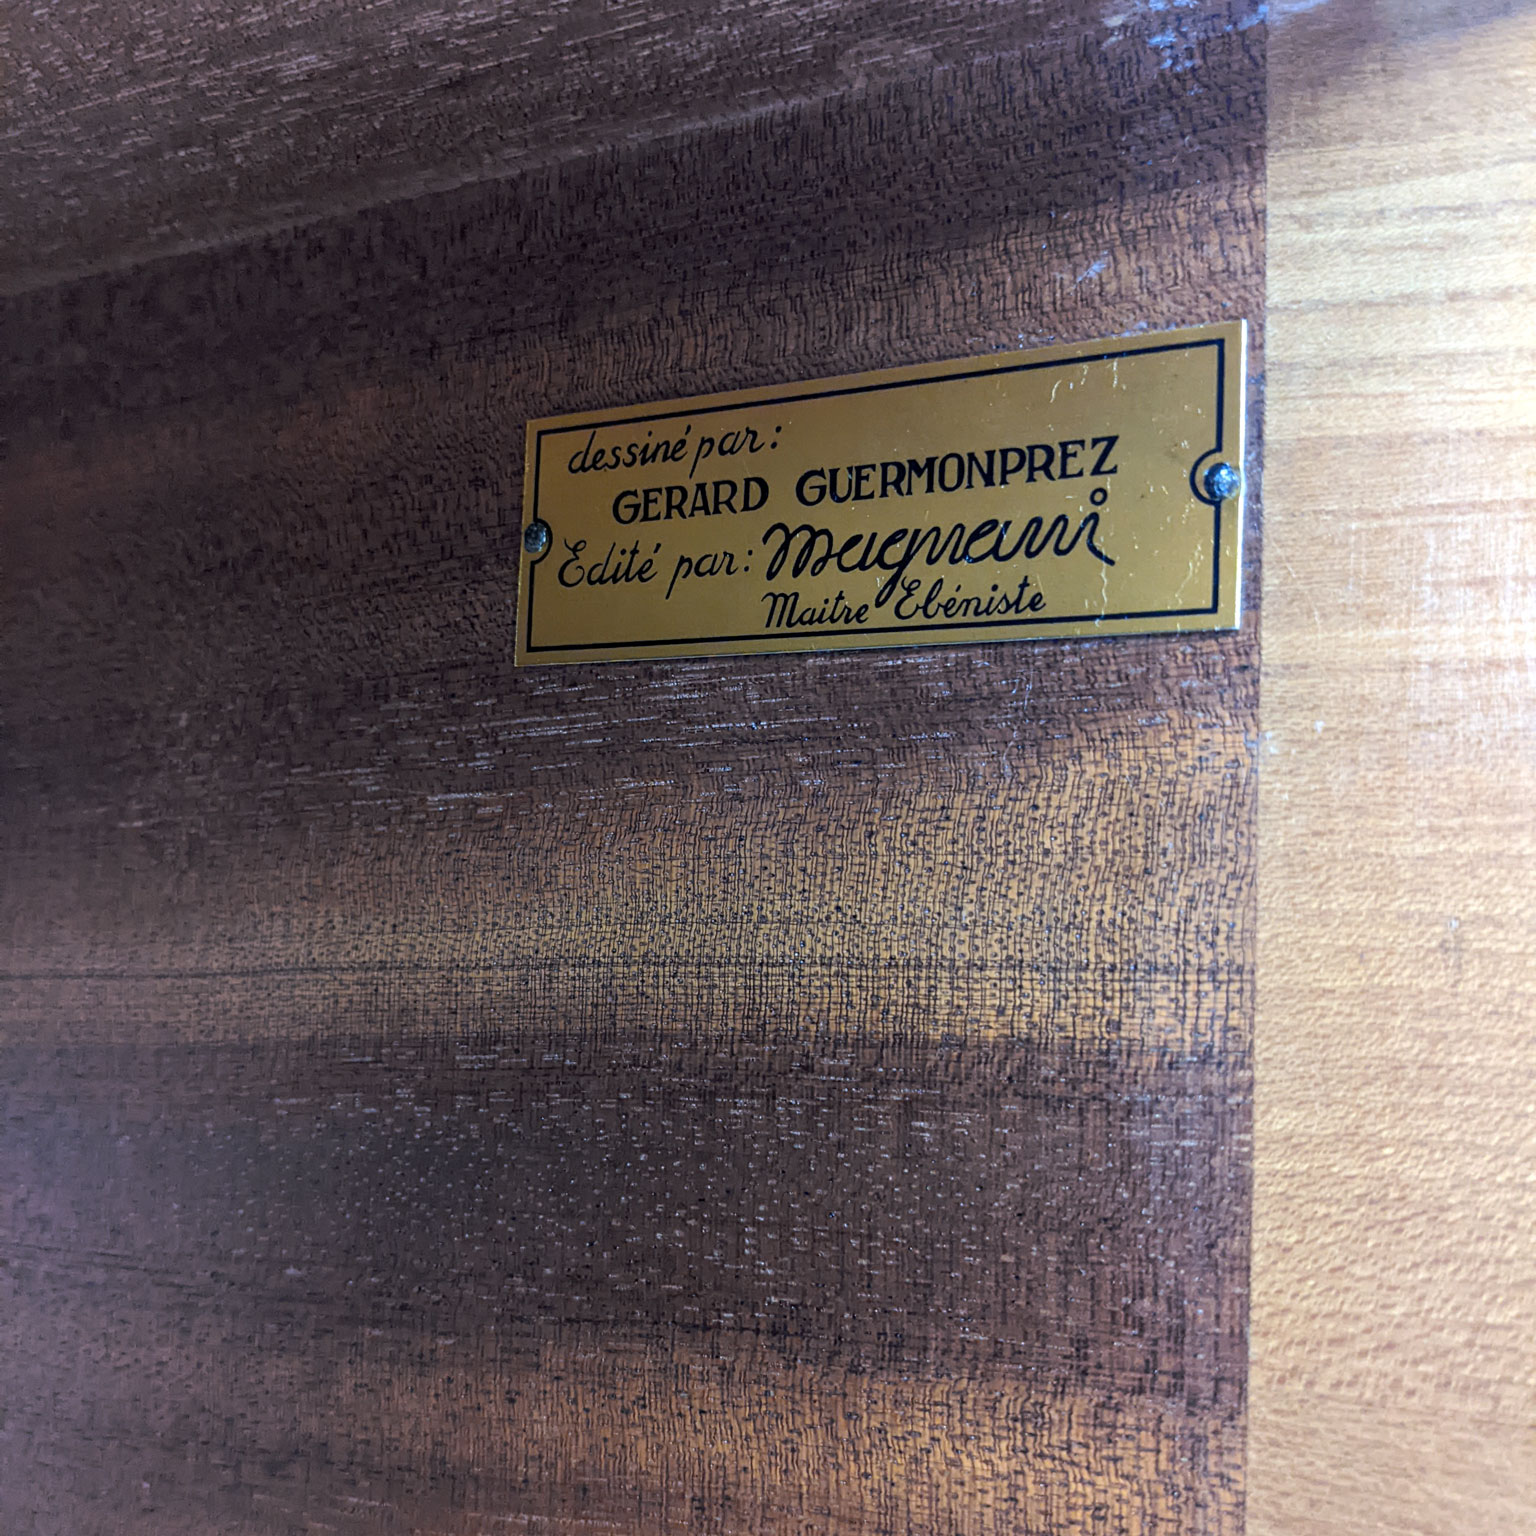 dessiné par:
GERARD GUERMONPREZ
Edité par: Magnani
Maitre Ebéniste